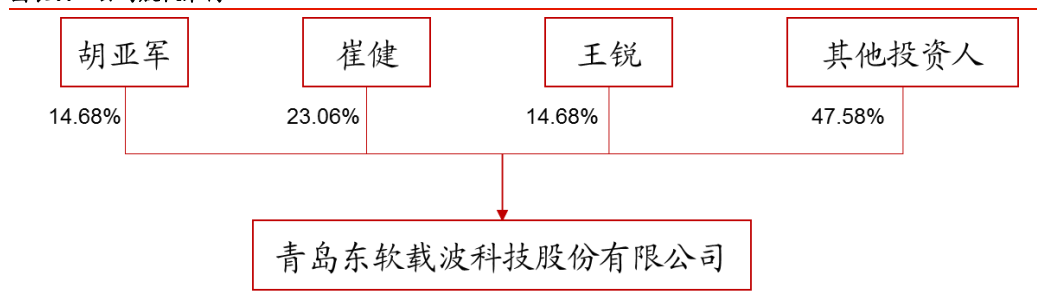 胡亚军 崔健 王锐 其他投资人
14.68% 23.06% 14.68% 47.58%
青岛东软载波科技股份有限公司